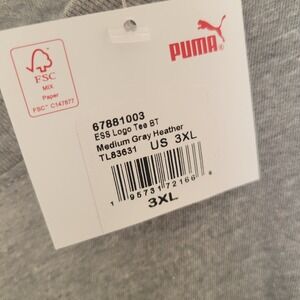 PUMA
FSC
MIX
Paper
FSC™ C147877
67881003
ESS Logo Tee BT
Medium Gray Heather
TL83631 US 3XL
1 95731 72166 6
3XL